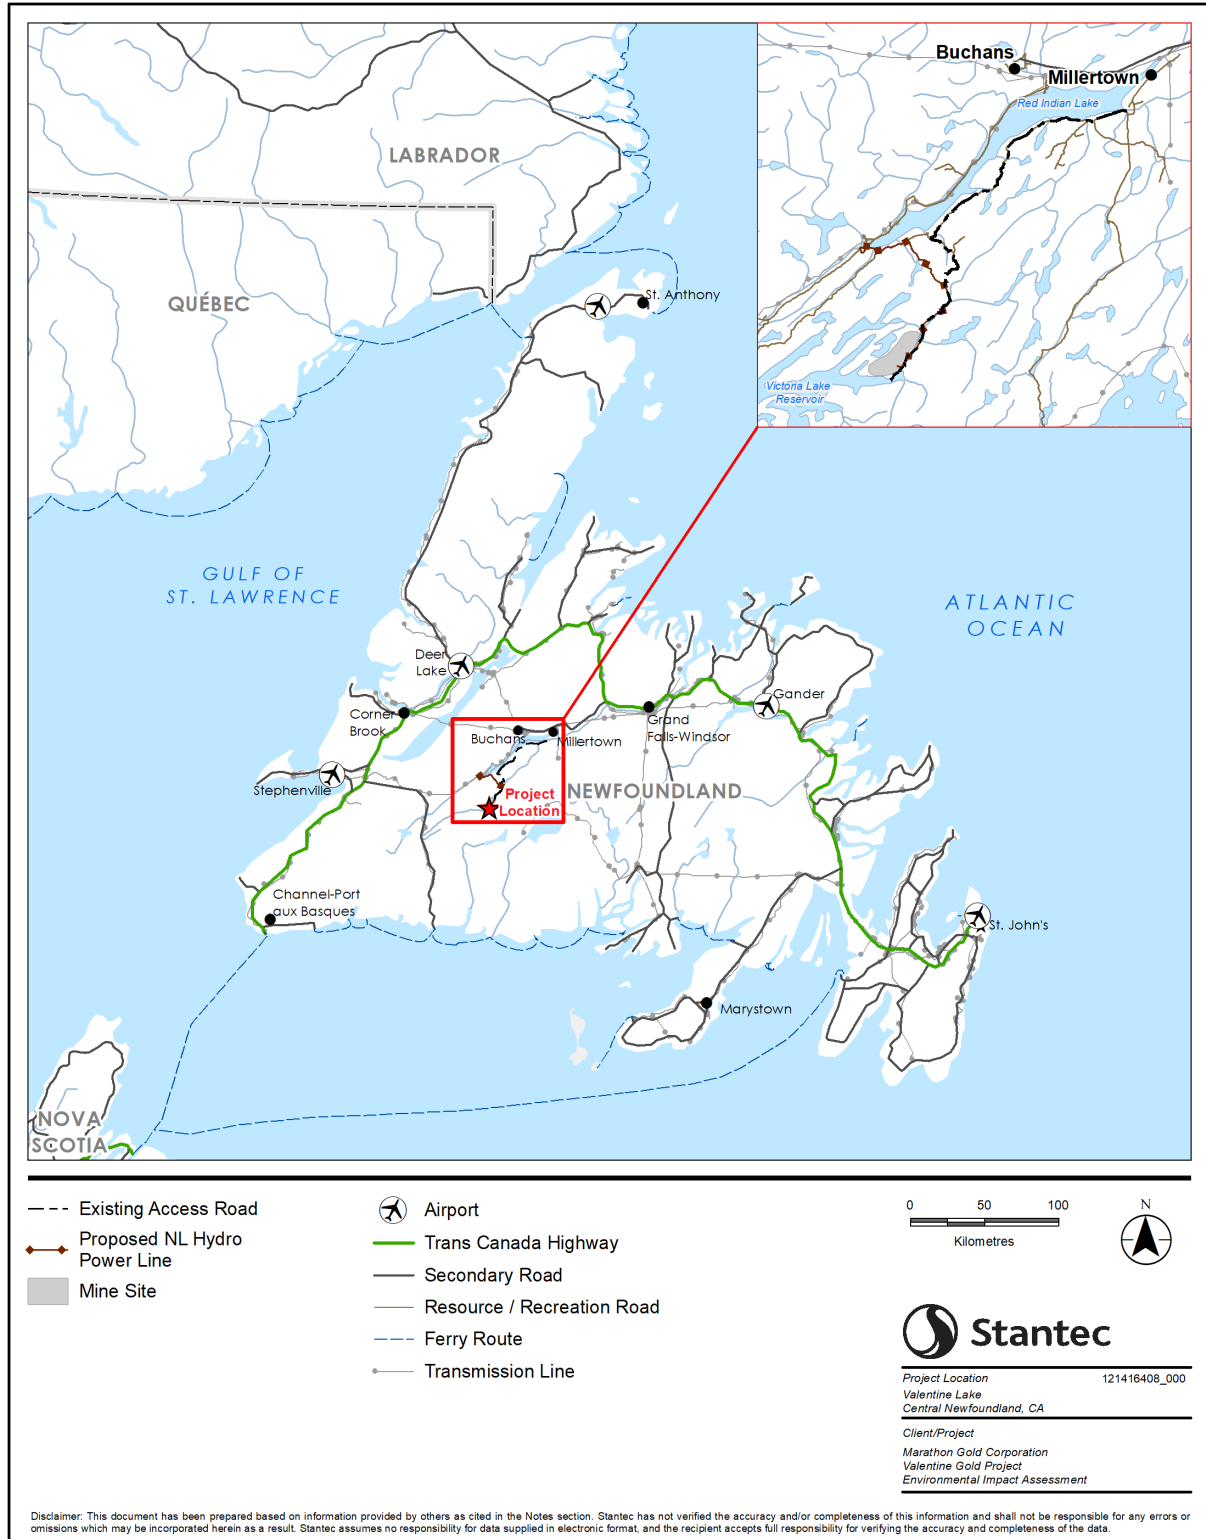 Buchans
Millertown
Red Indian Lake
Victoria Lake
Reservoir
LABRADOR
QUÉBEC
St. Anthony
GULF OF
ST. LAWRENCE
ATLANTIC
OCEAN
Deer
Lake
Corner
Brook
Buchans
Millertown
Grand
Falls-Windsor
Gander
Stephenville
Project
Location
NEWFOUNDLAND
Channel-Port
aux Basques
St. John's
Marystown
NOVA
SCOTIA
Existing Access Road
Proposed NL Hydro
Power Line
Mine Site
Airport
Trans Canada Highway
Secondary Road
Resource / Recreation Road
Ferry Route
Transmission Line
0 50 100
Kilometres
N
Stantec
Project Location 121416408_000
Valentine Lake
Central Newfoundland, CA
Client/Project
Marathon Gold Corporation
Valentine Gold Project
Environmental Impact Assessment
Disclaimer: This document has been prepared based on information provided by others as cited in the Notes section. Stantec has not verified the accuracy and/or completeness of this information and shall not be responsible for any errors or
omissions which may be incorporated herein as a result. Stantec assumes no responsibility for data supplied in electronic format, and the recipient accepts full responsibility for verifying the accuracy and completeness of the data.